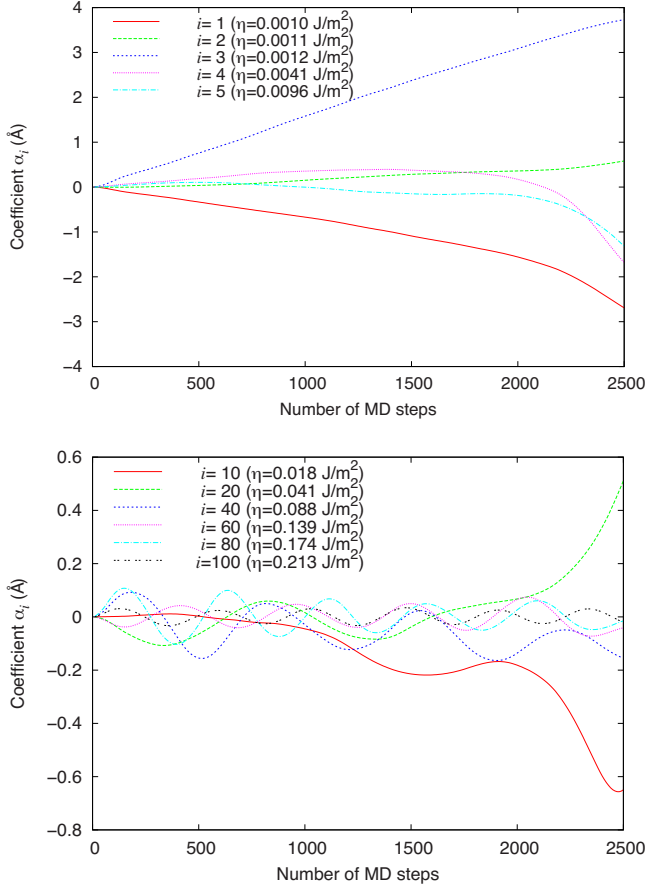 4
3
2
1
0
−1
−2
−3
−4
Coefficient αᵢ (Å)
i= 1 (η=0.0010 J/m²)
i= 2 (η=0.0011 J/m²)
i= 3 (η=0.0012 J/m²)
i= 4 (η=0.0041 J/m²)
i= 5 (η=0.0096 J/m²)
0 500 1000 1500 2000 2500
Number of MD steps
0.6
0.4
0.2
0
−0.2
−0.4
−0.6
−0.8
Coefficient αᵢ (Å)
i= 10 (η=0.018 J/m²)
i= 20 (η=0.041 J/m²)
i= 40 (η=0.088 J/m²)
i= 60 (η=0.139 J/m²)
i= 80 (η=0.174 J/m²)
i=100 (η=0.213 J/m²)
0 500 1000 1500 2000 2500
Number of MD steps